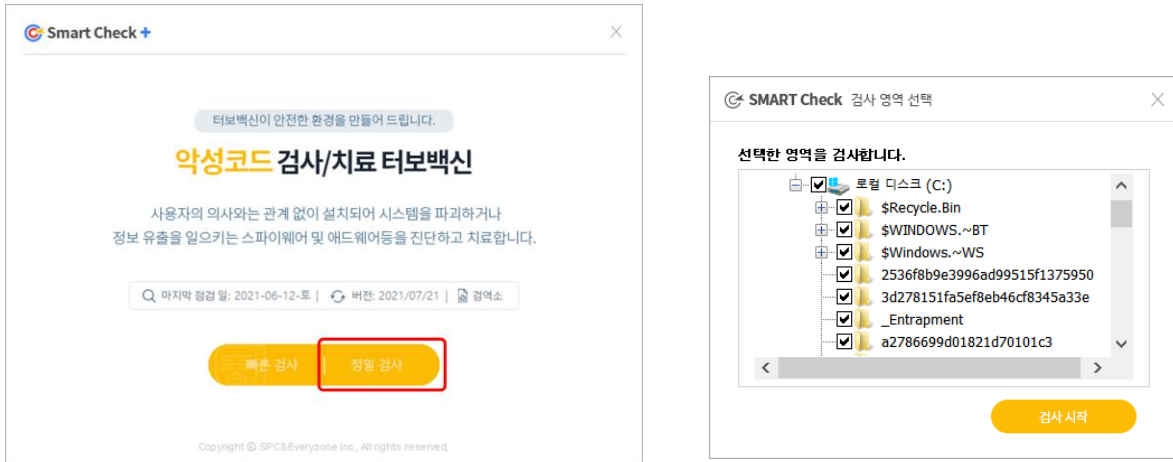 Smart Check +
터보백신이 안전한 환경을 만들어 드립니다.
악성코드 검사/치료 터보백신
사용자의 의사와는 관계 없이 설치되어 시스템을 파괴하거나
정보 유출을 일으키는 스파이웨어 및 애드웨어등을 진단하고 치료합니다.
마지막 점검 일: 2021-06-12-토 | 버전: 2021/07/21 | 검역소
빠른 검사 | 정밀 검사
Copyright ⓒ SPC&Everyzone Inc, All rights reserved.
SMART Check 검사 영역 선택
선택한 영역을 검사합니다.
로컬 디스크 (C:)
$Recycle.Bin
$WINDOWS.~BT
$Windows.~WS
2536f8b9e3996ad99515f1375950
3d278151fa5ef8eb46cf8345a33e
_Entrapment
a2786699d01821d70101c3
검사 시작